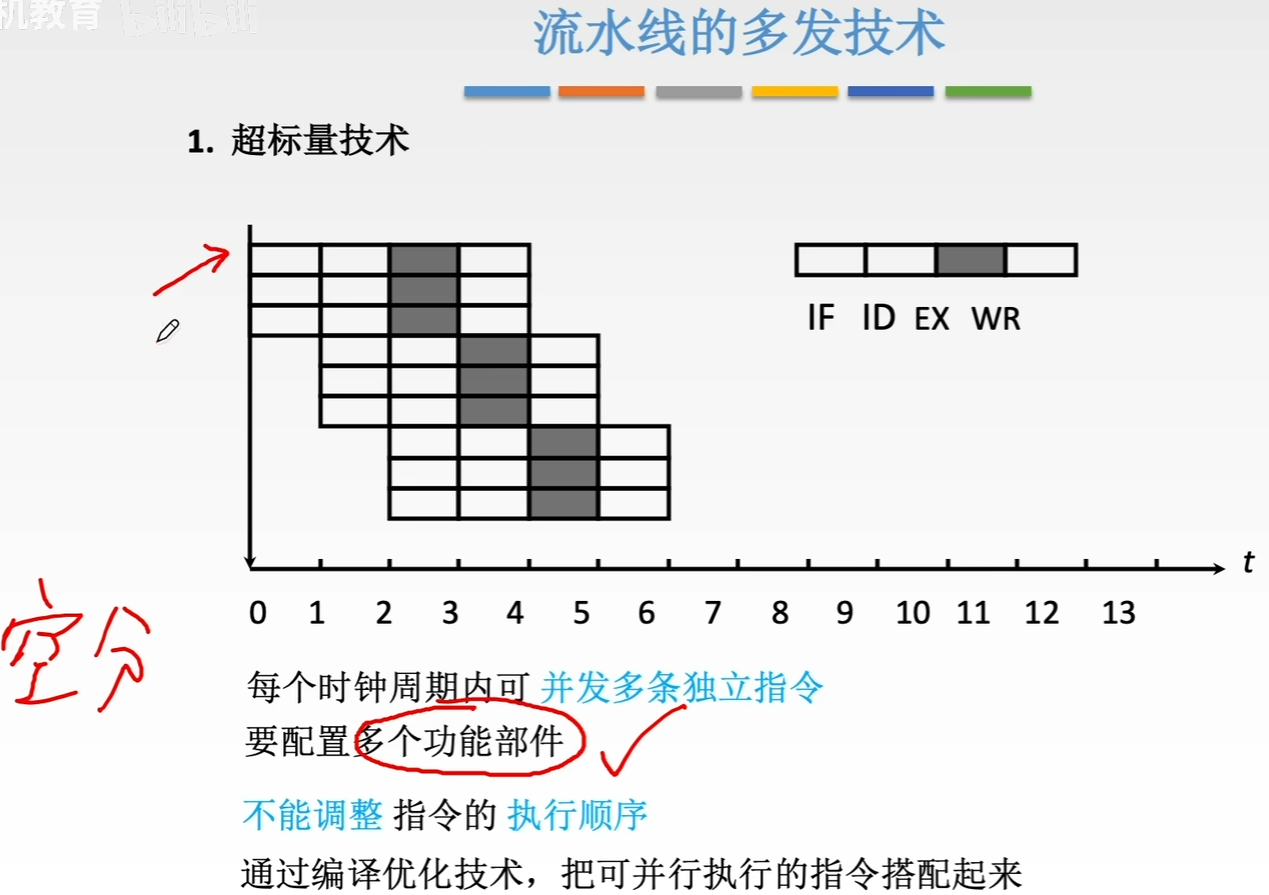 机教育 bilibili
流水线的多发技术
1. 超标量技术
IF ID EX WR
t
0 1 2 3 4 5 6 7 8 9 10 11 12 13
空分
每个时钟周期内可 并发多条独立指令
要配置多个功能部件
不能调整 指令的 执行顺序
通过编译优化技术，把可并行执行的指令搭配起来